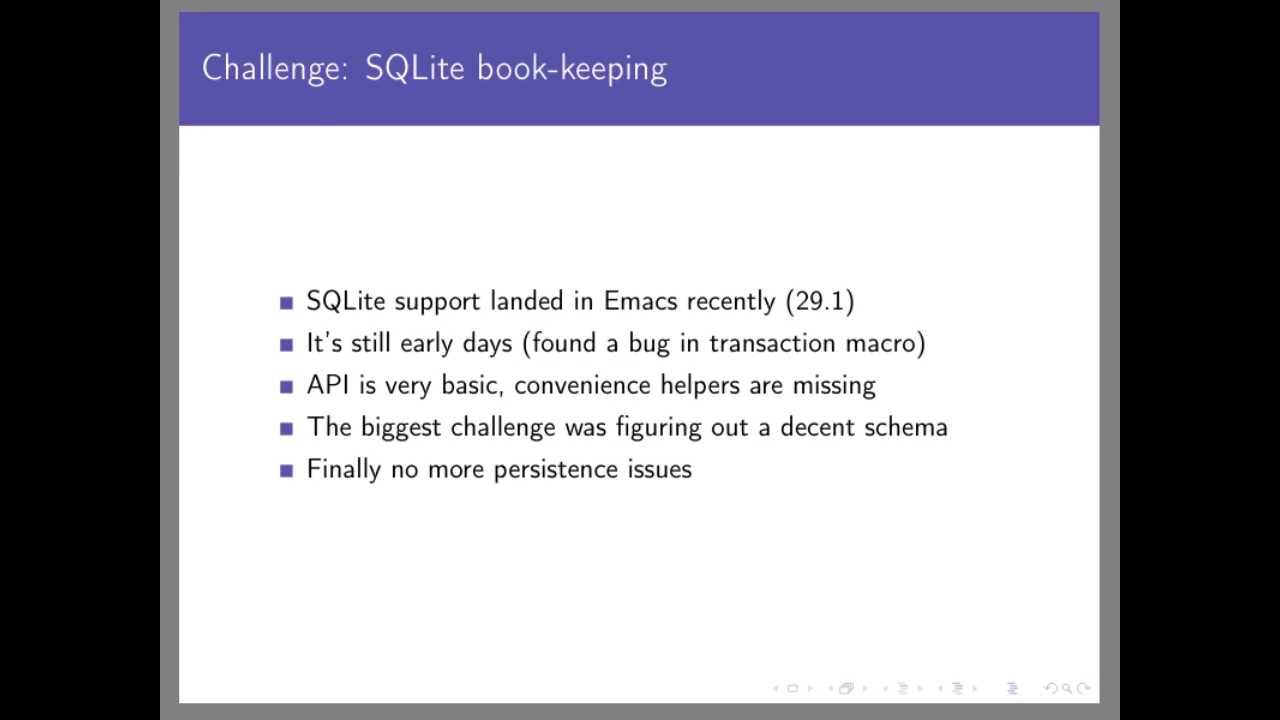 Challenge: SQLite book-keeping
SQLite support landed in Emacs recently (29.1)
It's still early days (found a bug in transaction macro)
API is very basic, convenience helpers are missing
The biggest challenge was figuring out a decent schema
Finally no more persistence issues